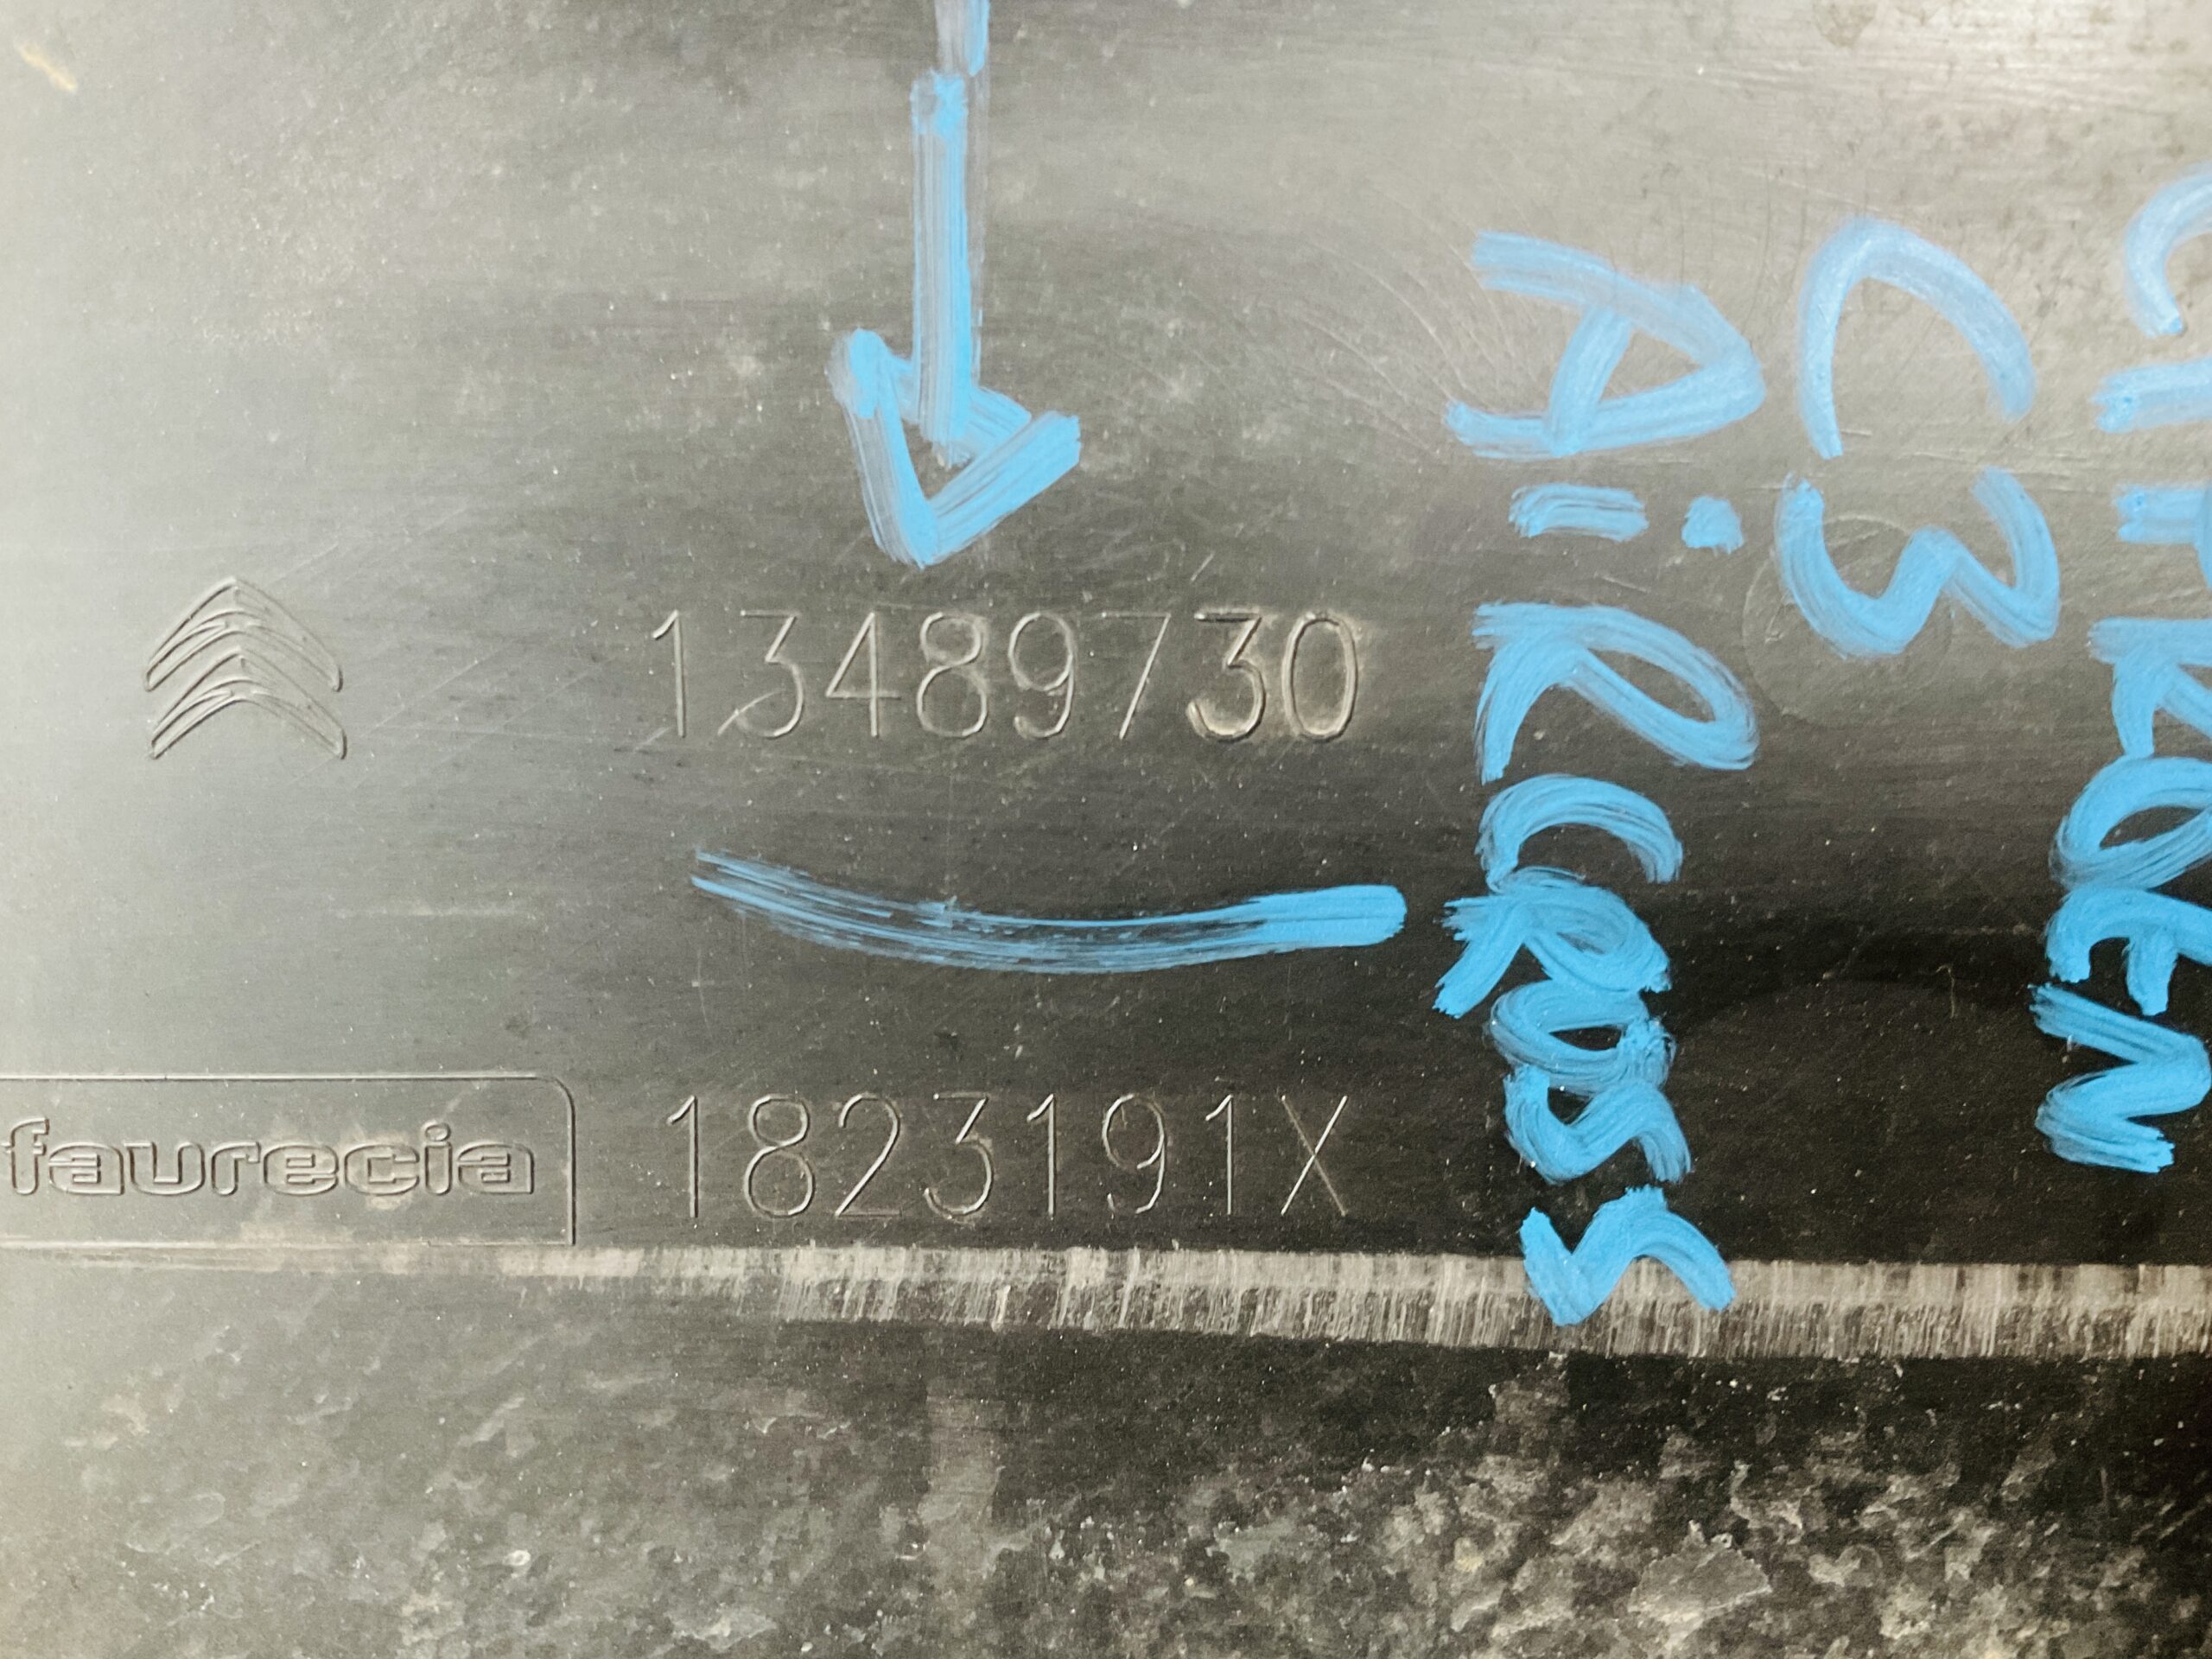 13489730
faurecia 1823191X
CITROEN
C3
AiRCROSS